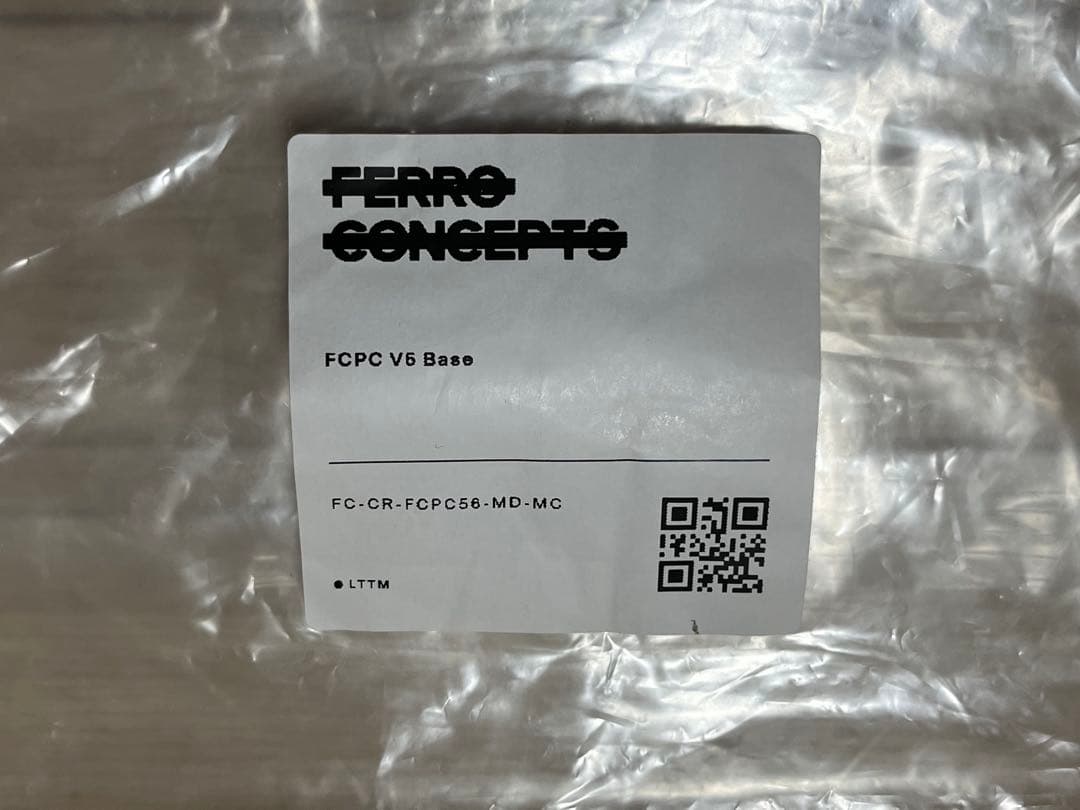 FERRO
CONCEPTS
FCPC V5 Base
FC-CR-FCPC56-MD-MC
● LTTM